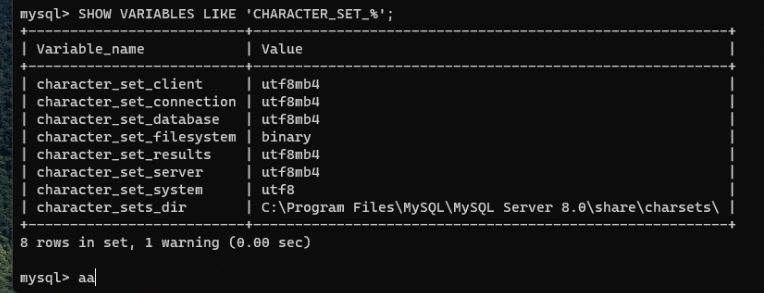 mysql> SHOW VARIABLES LIKE 'CHARACTER_SET_%';
+--------------------------+---------------------------------------------------------+
| Variable_name            | Value                                                   |
+--------------------------+---------------------------------------------------------+
| character_set_client     | utf8mb4                                                 |
| character_set_connection | utf8mb4                                                 |
| character_set_database   | utf8mb4                                                 |
| character_set_filesystem | binary                                                  |
| character_set_results    | utf8mb4                                                 |
| character_set_server     | utf8mb4                                                 |
| character_set_system     | utf8                                                    |
| character_sets_dir       | C:\Program Files\MySQL\MySQL Server 8.0\share\charsets\ |
+--------------------------+---------------------------------------------------------+
8 rows in set, 1 warning (0.00 sec)
mysql> aa